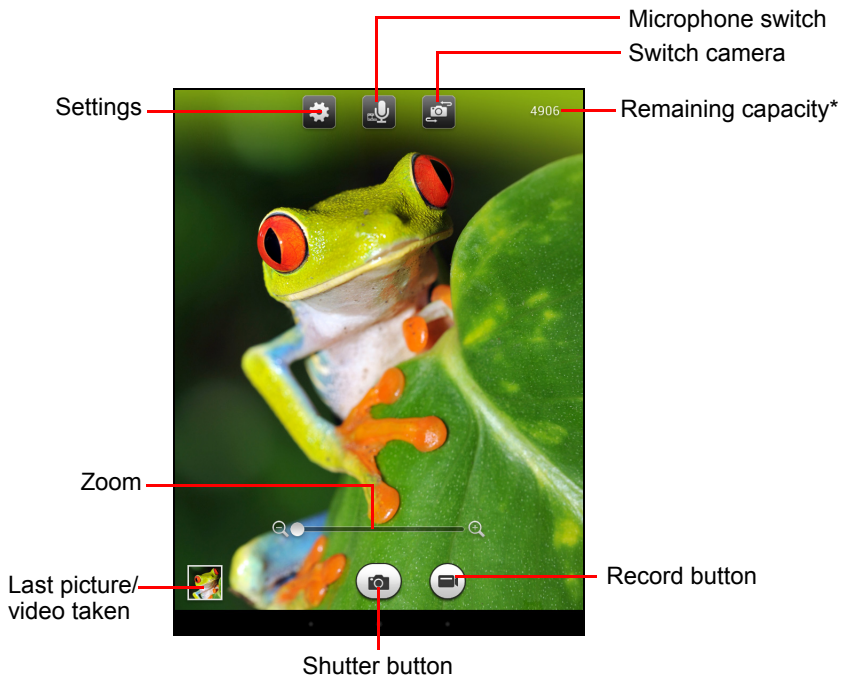 Microphone switch
Switch camera
Settings
4906
Remaining capacity*
Zoom
Last picture/
video taken
Record button
Shutter button